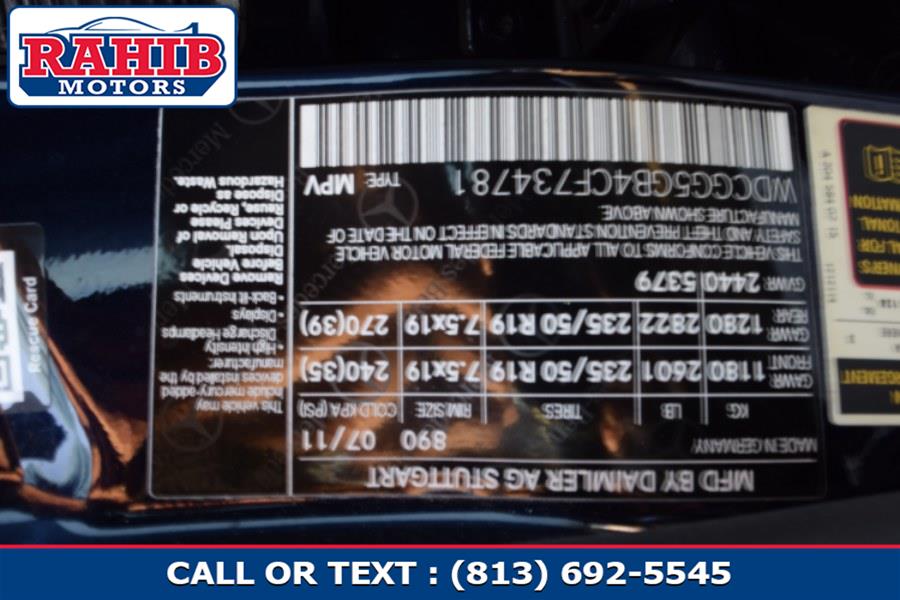 RAHIB
MOTORS
MFD BY DAIMLER AG STUTTGART
MADE IN GERMANY 890 07/11
KG: LB: TIRES: RIM SIZE: COLD KPA (PSI)
GAWR: FRONT: 1180 2601 235/50 R19 7.5x19 240(35)
GAWR: REAR: 1280 2822 235/50 R19 7.5x19 270(39)
GVWR: 2440 5379
THIS VEHICLE CONFORMS TO ALL APPLICABLE FEDERAL MOTOR VEHICLE
SAFETY AND THEFT PREVENTION STANDARDS IN EFFECT ON THE DATE OF
MANUFACTURE SHOWN ABOVE.
WDCGG5GB4CF734781 TYPE: MPV
This vehicle may
include mercury-added
devices installed by the
manufacturer:
• High Intensity
Discharge Headlamps
• Displays
• Back-lit Instruments
Remove Devices
Before Vehicle
Disposal.
Upon Removal of
Devices Please
Reuse, Recycle or
Dispose as
Hazardous Waste.
Rescue Card
CALL OR TEXT : (813) 692-5545